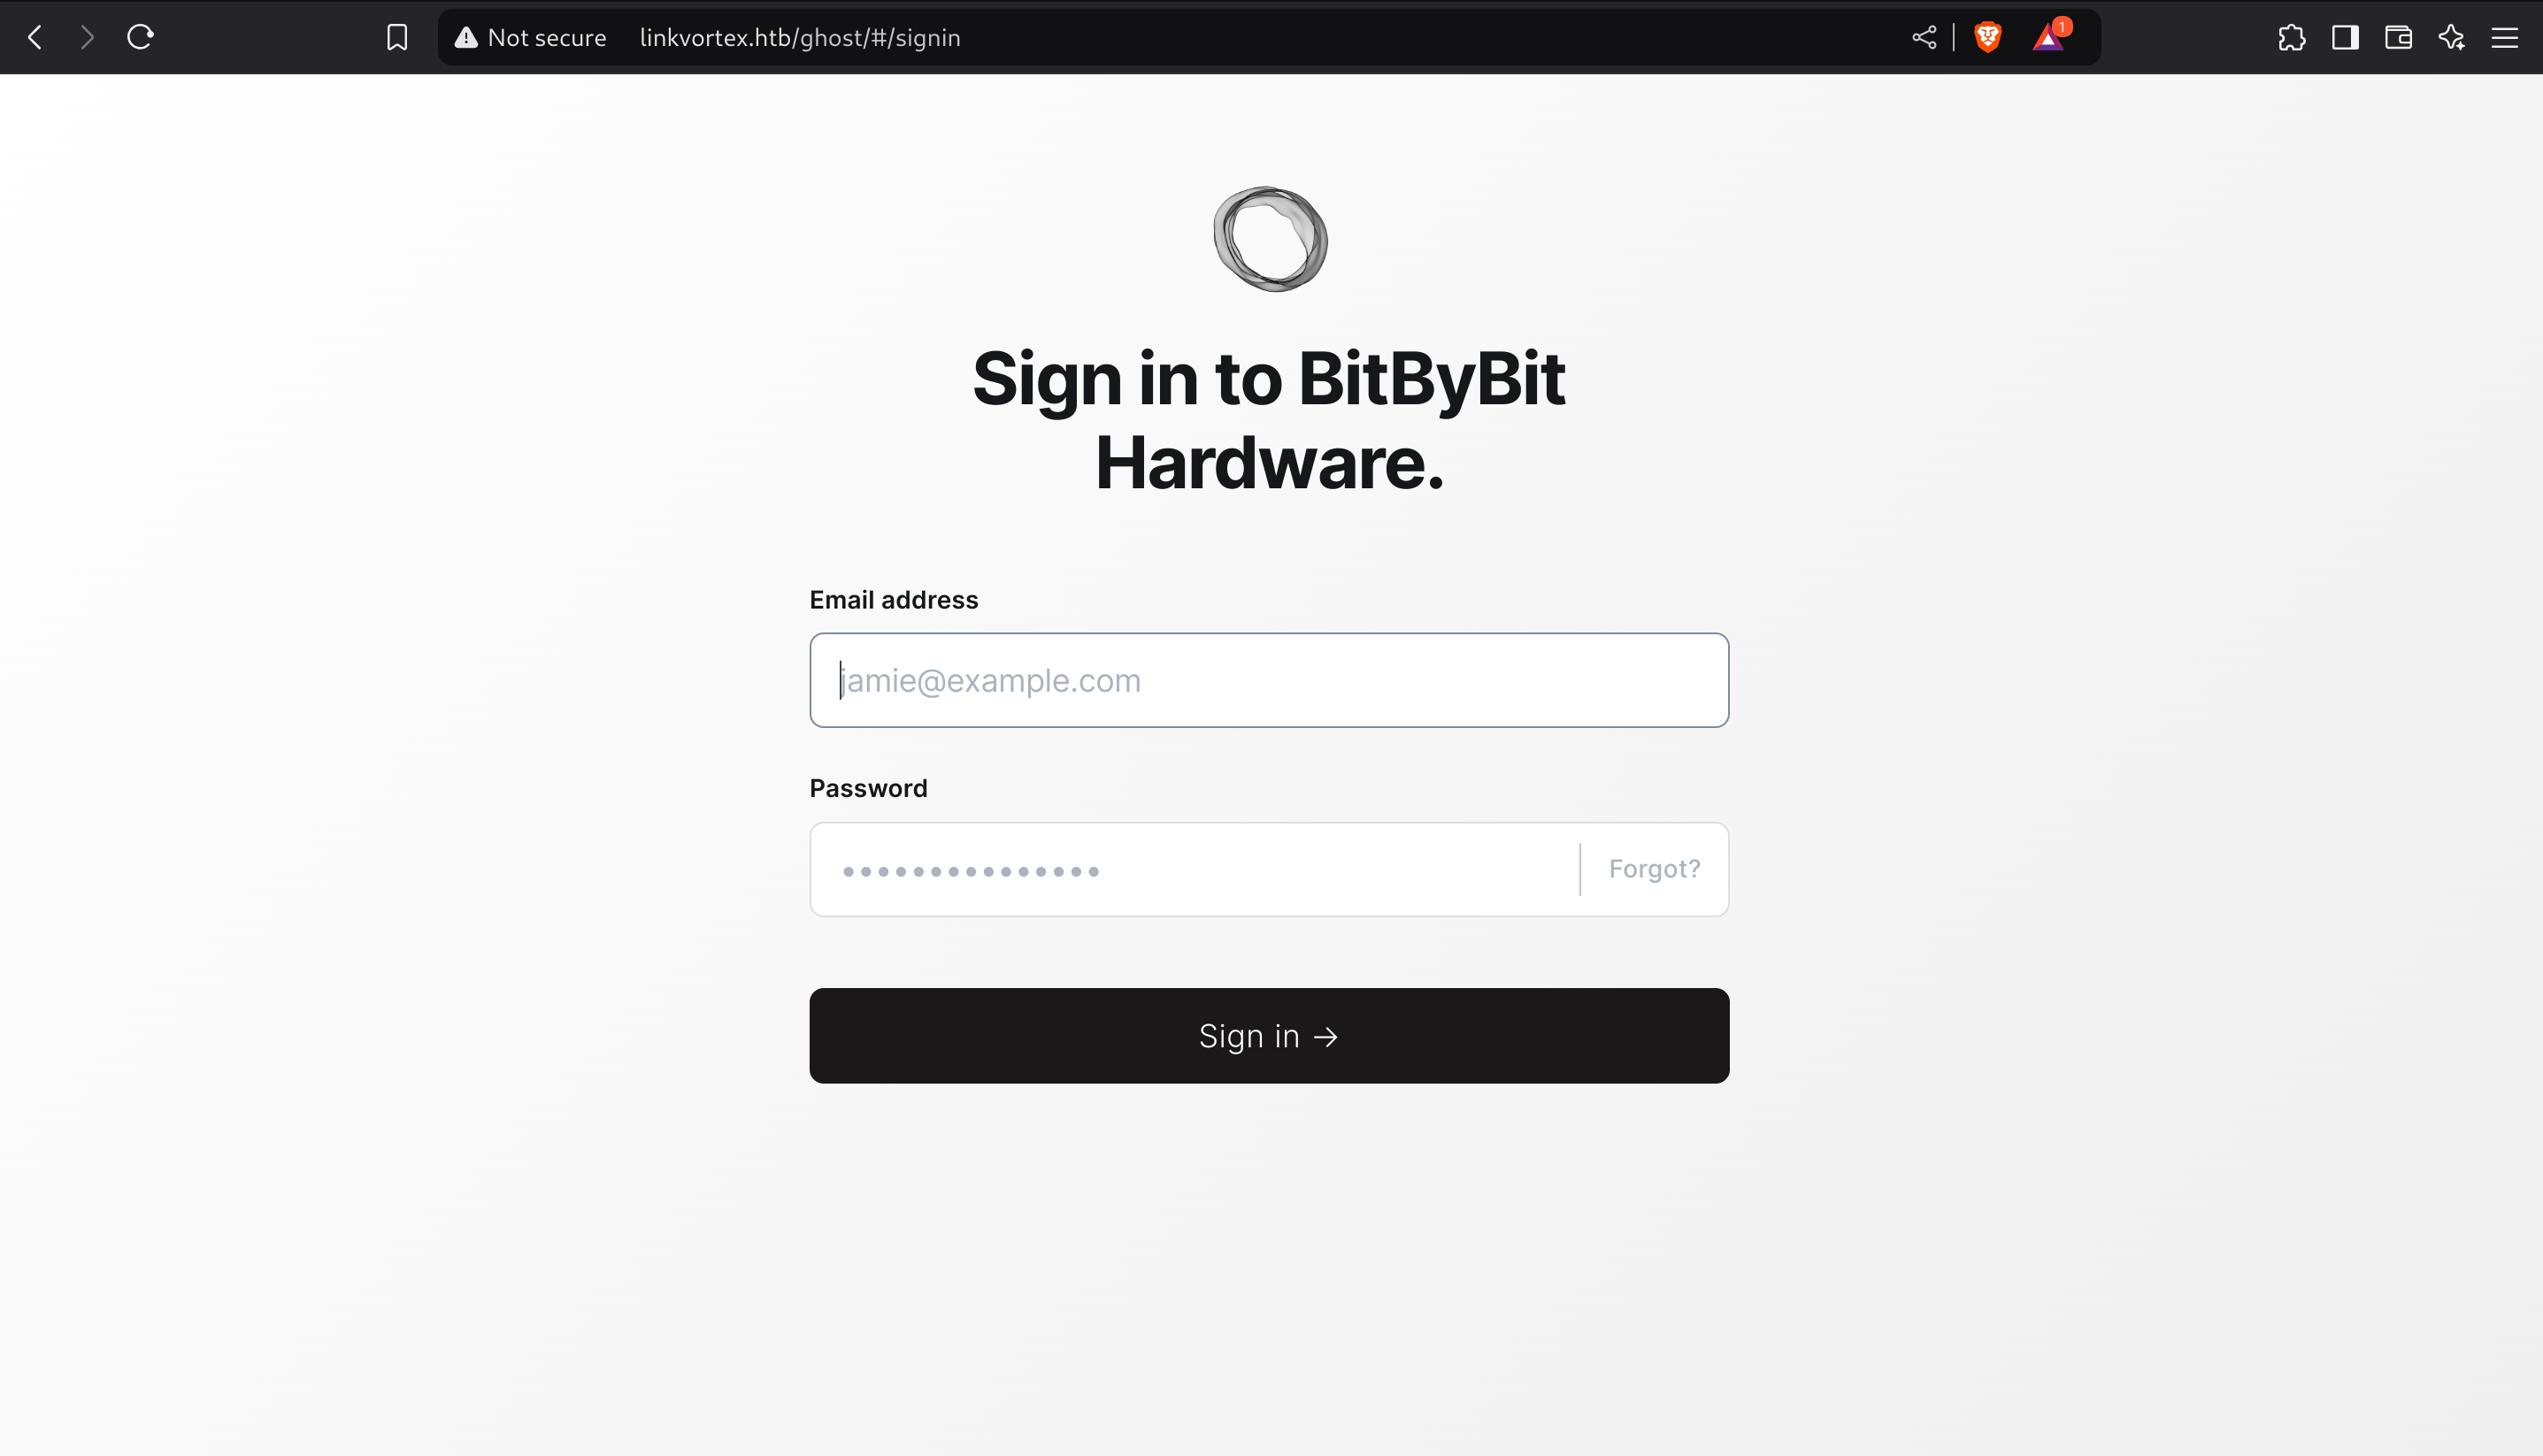 Not secure linkvortex.htb/ghost/#/signin
1
Sign in to BitByBit
Hardware.
Email address
jamie@example.com
Password
•••••••••••••••
Forgot?
Sign in →